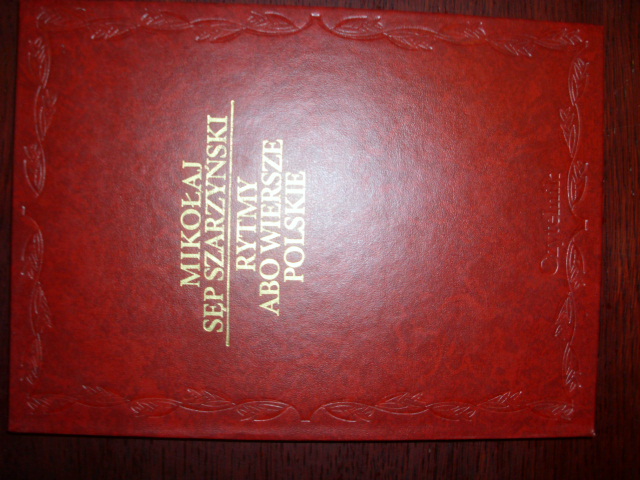 MIKOŁAJ
SĘP SZARZYŃSKI
RYTMY
ABO WIERSZE
POLSKIE